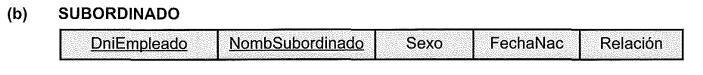 (b) SUBORDINADO
DniEmpleado NombSubordinado Sexo FechaNac Relación